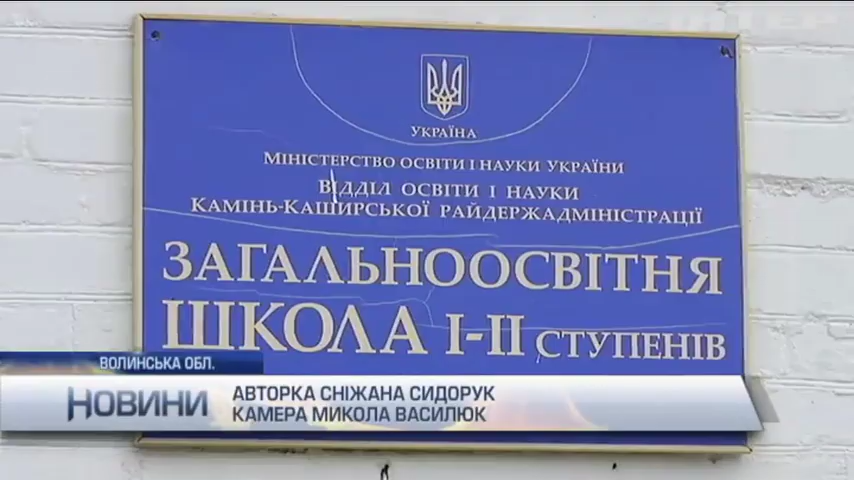 ІНТЕР
УКРАЇНА
МІНІСТЕРСТВО ОСВІТИ І НАУКИ УКРАЇНИ
ВІДДІЛ ОСВІТИ І НАУКИ
КАМІНЬ-КАШИРСЬКОЇ РАЙДЕРЖАДМІНІСТРАЦІЇ
ЗАГАЛЬНООСВІТНЯ
ШКОЛА І-ІІ СТУПЕНІВ
ВОЛИНСЬКА ОБЛ.
НОВИНИ
АВТОРКА СНІЖАНА СИДОРУК
КАМЕРА МИКОЛА ВАСИЛЮК